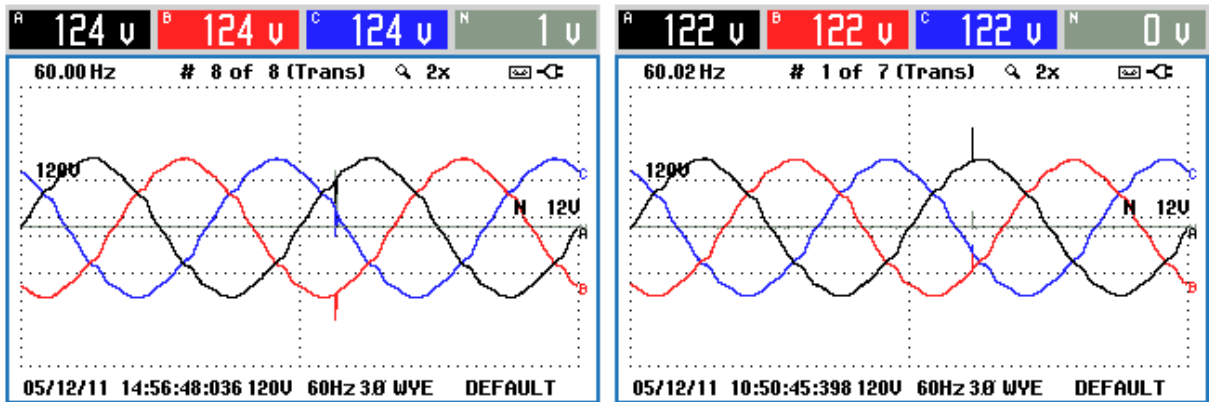 A 124 V B 124 V C 124 V N 1 V
60.00 Hz # 8 of 8 (Trans) 2x
120V
C
N 12V
A
B
05/12/11 14:56:48:036 120V 60Hz 3Ø WYE DEFAULT
A 122 V B 122 V C 122 V N 0 V
60.02 Hz # 1 of 7 (Trans) 2x
120V
C
N 12V
A
B
05/12/11 10:50:45:398 120V 60Hz 3Ø WYE DEFAULT